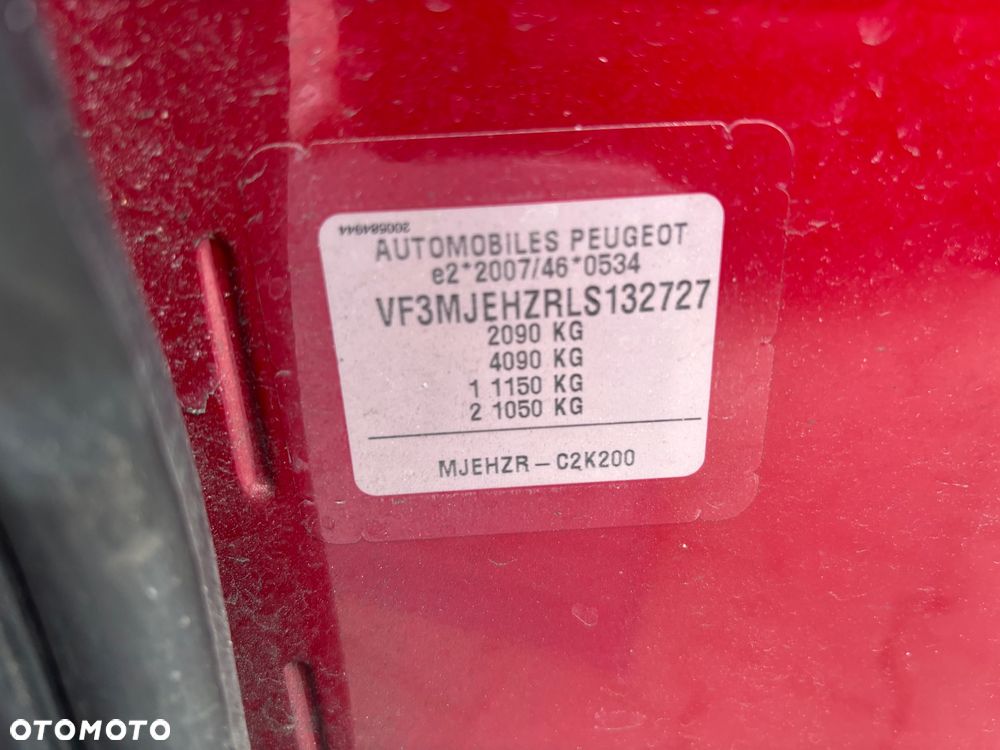 200584944
AUTOMOBILES PEUGEOT
e2*2007/46*0534
VF3MJEHZRLS132727
2090 KG
4090 KG
1 1150 KG
2 1050 KG
MJEHZR – C2K200
OTOMOTO